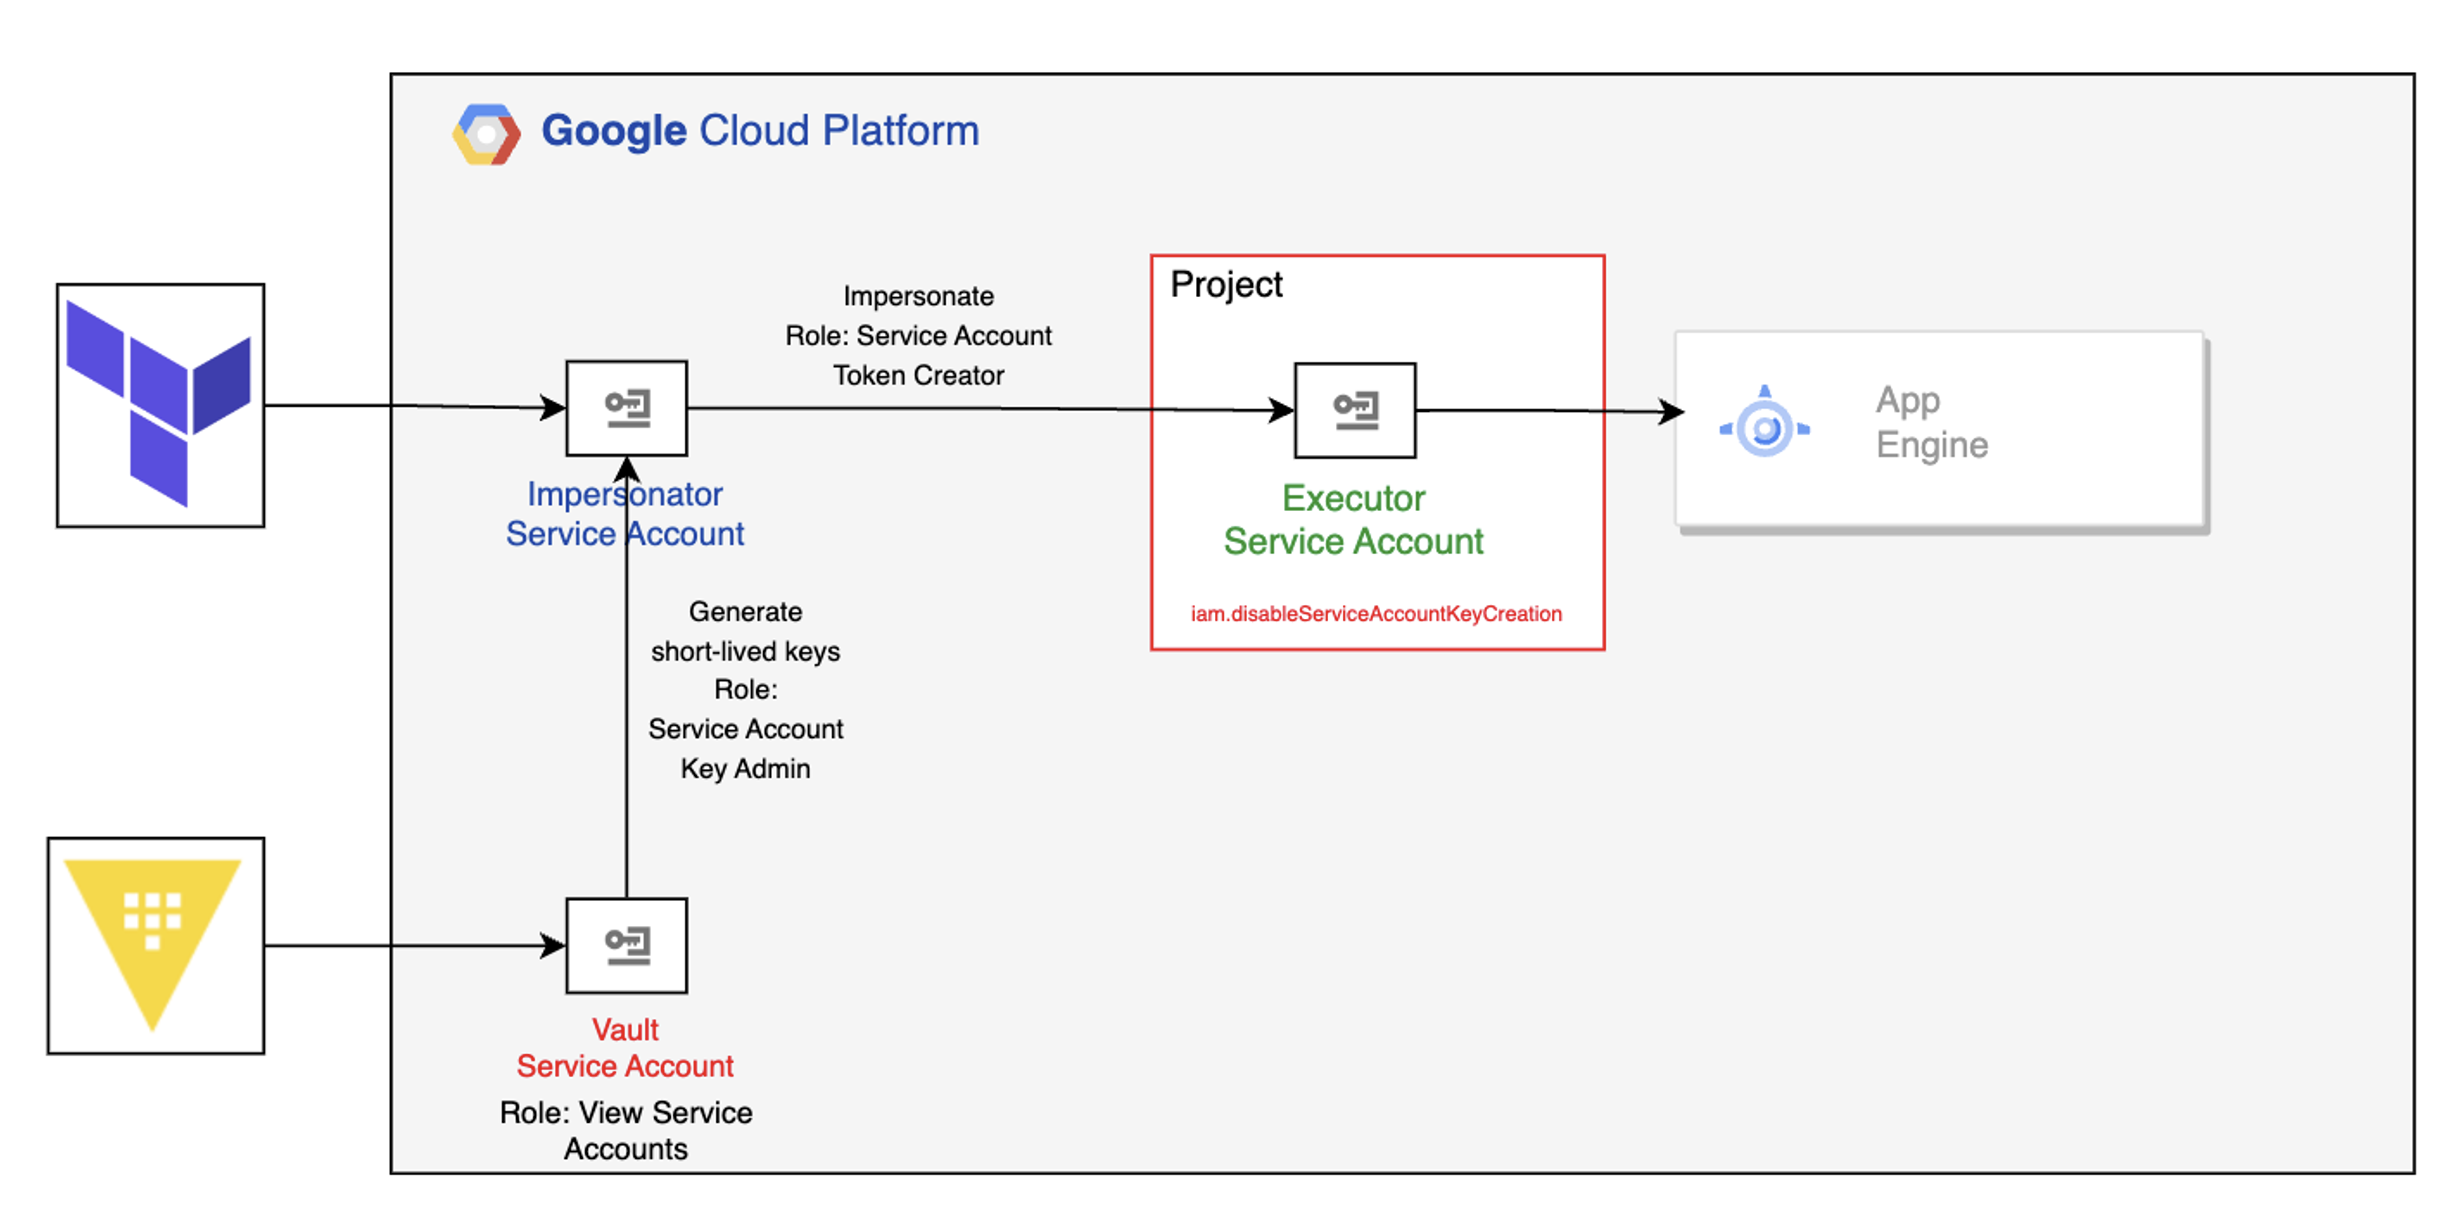 Google Cloud Platform
Impersonate
Role: Service Account
Token Creator
Project
App
Engine
Impersonator
Service Account
Executor
Service Account
iam.disableServiceAccountKeyCreation
Generate
short-lived keys
Role:
Service Account
Key Admin
Vault
Service Account
Role: View Service
Accounts